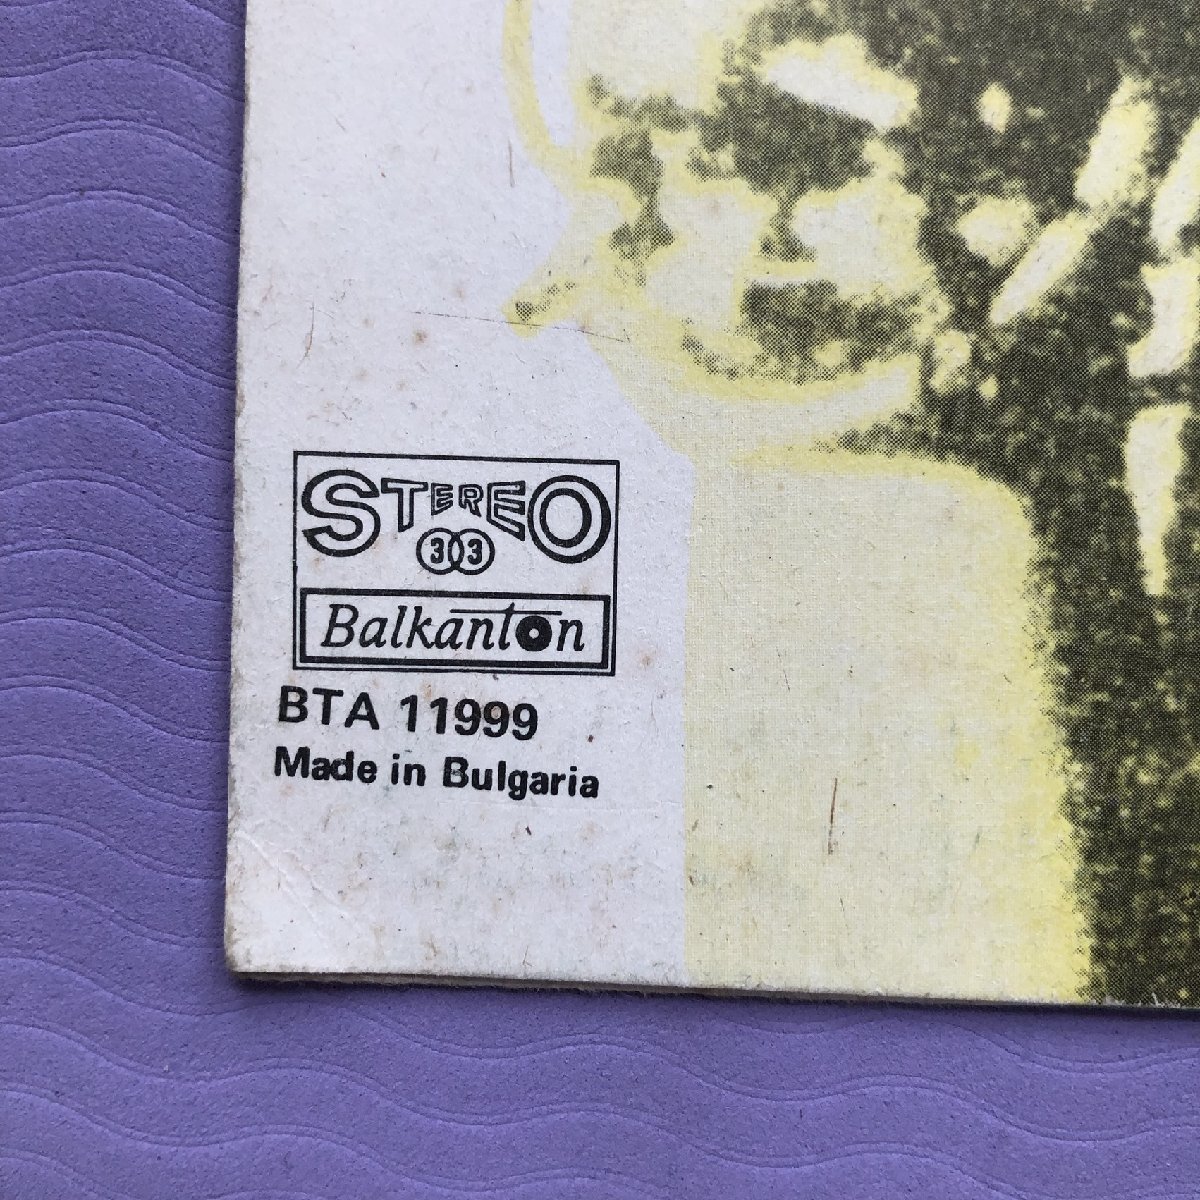 STEREO
33
Balkanton
BTA 11999
Made in Bulgaria